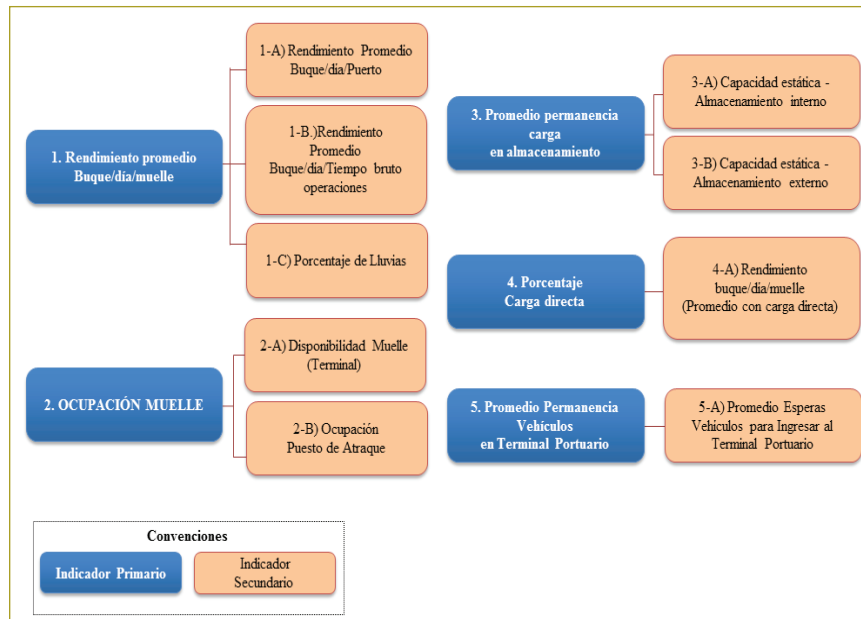 1. Rendimiento promedio
Buque/día/muelle
1-A) Rendimiento Promedio
Buque/día/Puerto
1-B.)Rendimiento
Promedio
Buque/día/Tiempo bruto
operaciones
1-C) Porcentaje de Lluvias
2. OCUPACIÓN MUELLE
2-A) Disponibilidad Muelle
(Terminal)
2-B) Ocupación
Puesto de Atraque
3. Promedio permanencia
carga
en almacenamiento
3-A) Capacidad estática -
Almacenamiento interno
3-B) Capacidad estática -
Almacenamiento externo
4. Porcentaje
Carga directa
4-A) Rendimiento
buque/día/muelle
(Promedio con carga directa)
5. Promedio Permanencia
Vehículos
en Terminal Portuario
5-A) Promedio Esperas
Vehículos para Ingresar al
Terminal Portuario
Convenciones
Indicador Primario
Indicador
Secundario